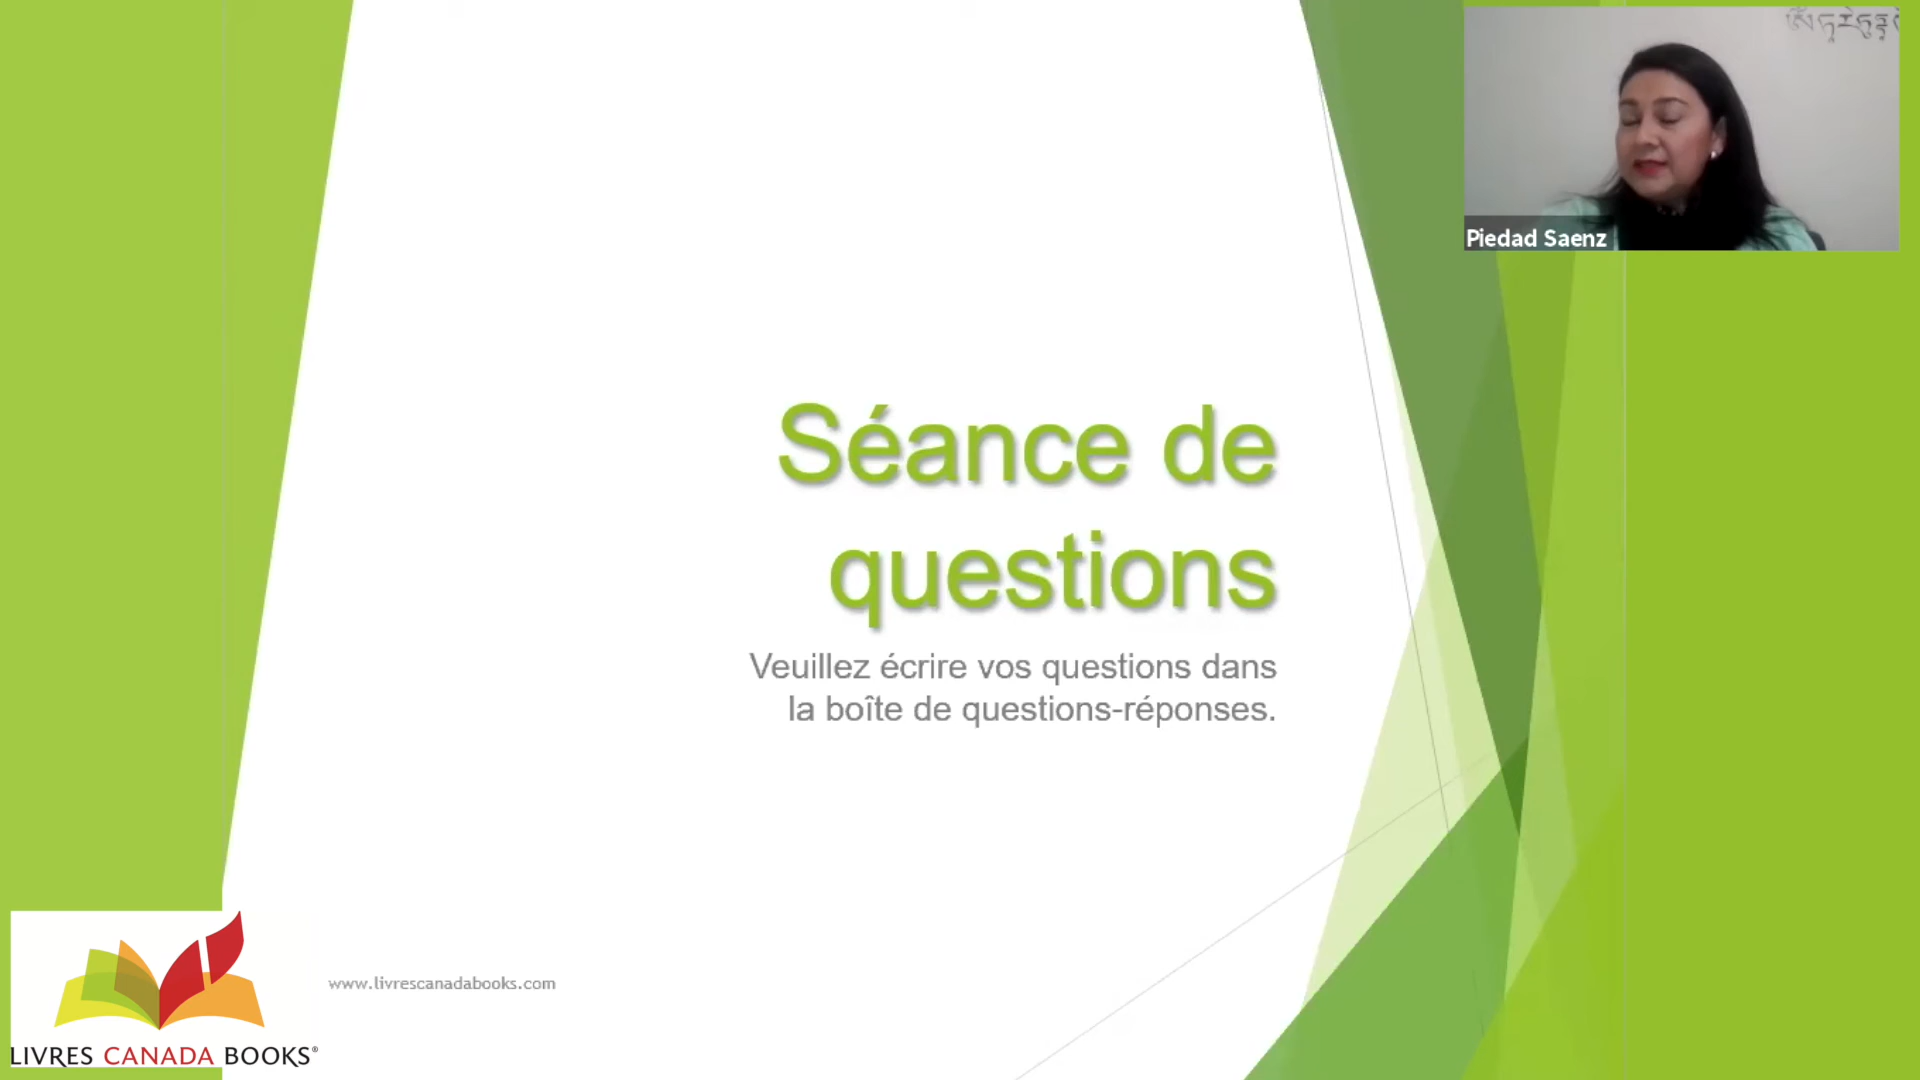 Piedad Saenz
Séance de
questions
Veuillez écrire vos questions dans
la boîte de questions-réponses.
www.livrescanadabooks.com
LIVRES CANADA BOOKS®